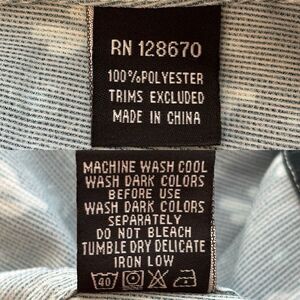 RN 128670
100%POLYESTER
TRIMS EXCLUDED
MADE IN CHINA
MACHINE WASH COOL
WASH DARK COLORS
BEFORE USE
WASH DARK COLORS
SEPARATELY
DO NOT BLEACH
TUMBLE DRY DELICATE
IRON LOW
40